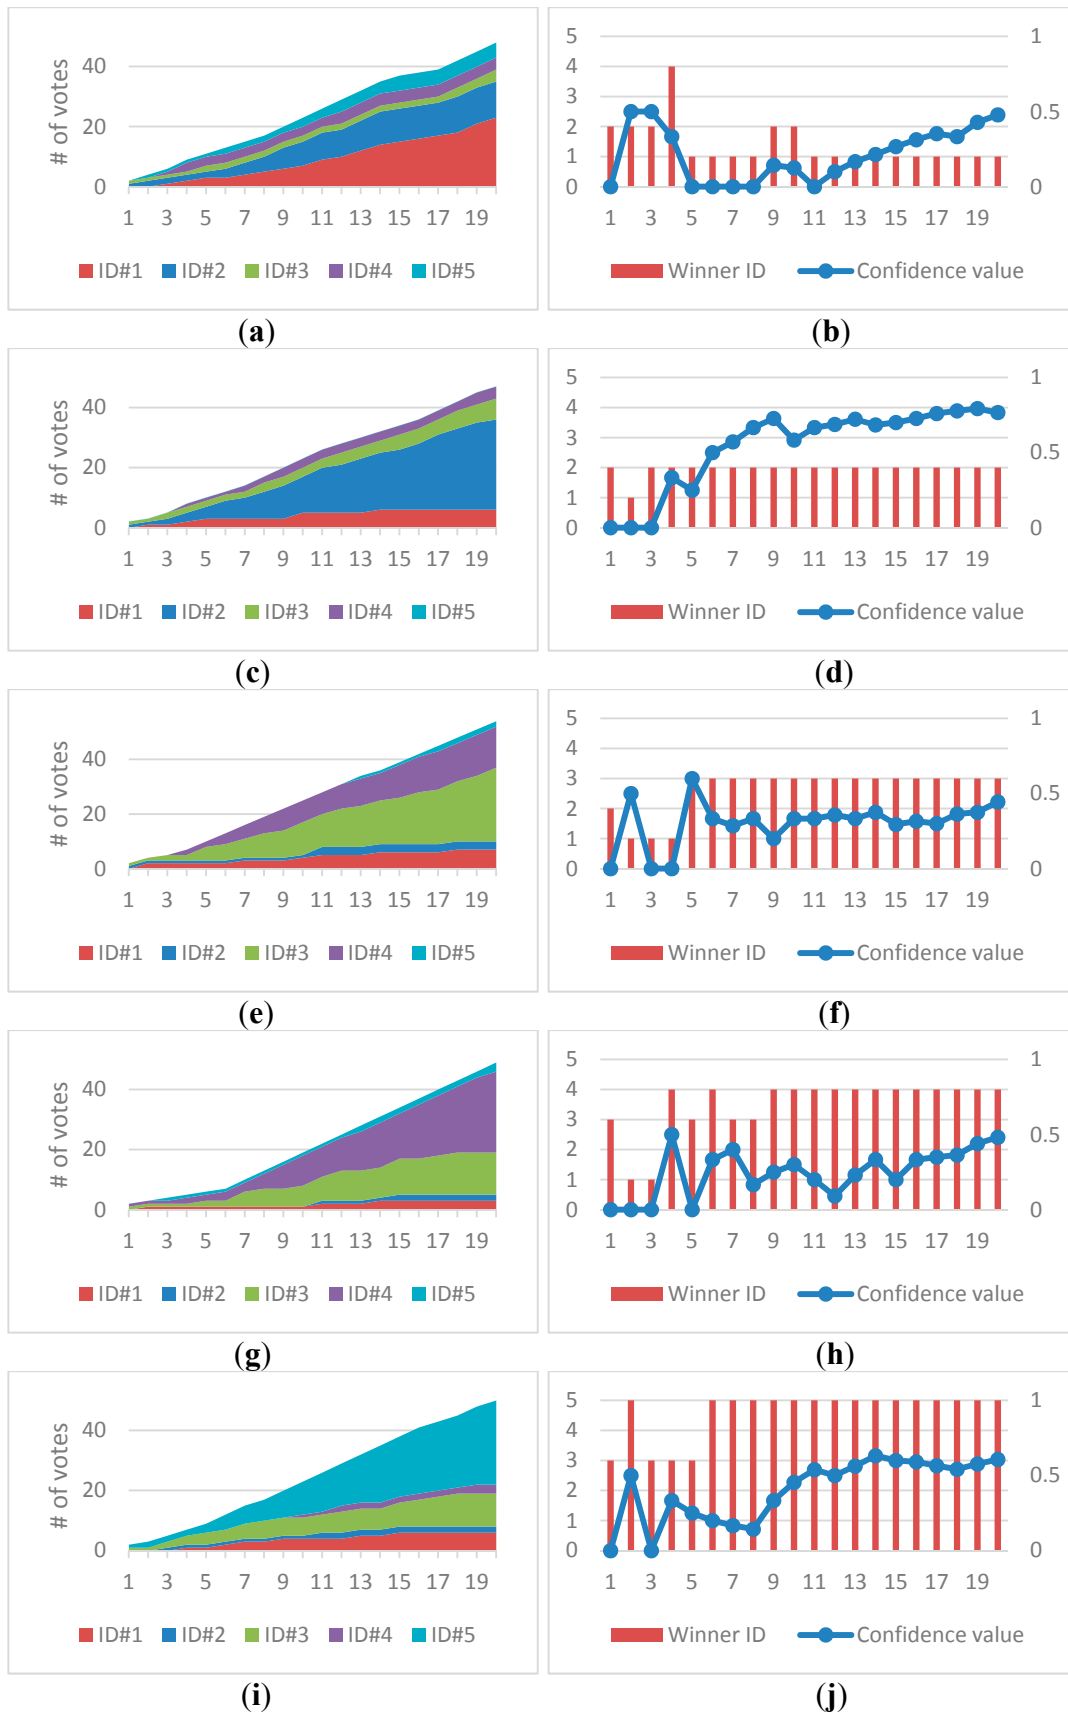 # of votes
40
20
0
1 3 5 7 9 11 13 15 17 19
ID#1 ID#2 ID#3 ID#4 ID#5
(a)
5 1
4
3 0.5
2
1
0 0
1 3 5 7 9 11 13 15 17 19
Winner ID Confidence value
(b)
# of votes
40
20
0
1 3 5 7 9 11 13 15 17 19
ID#1 ID#2 ID#3 ID#4 ID#5
(c)
5 1
4
3 0.5
2
1
0 0
1 3 5 7 9 11 13 15 17 19
Winner ID Confidence value
(d)
# of votes
40
20
0
1 3 5 7 9 11 13 15 17 19
ID#1 ID#2 ID#3 ID#4 ID#5
(e)
5 1
4
3 0.5
2
1
0 0
1 3 5 7 9 11 13 15 17 19
Winner ID Confidence value
(f)
# of votes
40
20
0
1 3 5 7 9 11 13 15 17 19
ID#1 ID#2 ID#3 ID#4 ID#5
(g)
5 1
4
3 0.5
2
1
0 0
1 3 5 7 9 11 13 15 17 19
Winner ID Confidence value
(h)
# of votes
40
20
0
1 3 5 7 9 11 13 15 17 19
ID#1 ID#2 ID#3 ID#4 ID#5
(i)
5 1
4
3 0.5
2
1
0 0
1 3 5 7 9 11 13 15 17 19
Winner ID Confidence value
(j)